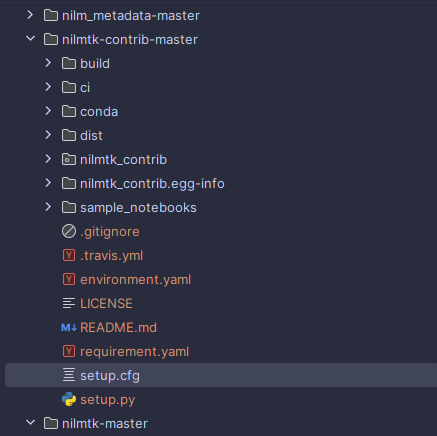 nilm_metadata-master
nilmtk-contrib-master
build
ci
conda
dist
nilmtk_contrib
nilmtk_contrib.egg-info
sample_notebooks
.gitignore
Y .travis.yml
Y environment.yaml
LICENSE
M↓ README.md
Y requirement.yaml
setup.cfg
setup.py
nilmtk-master